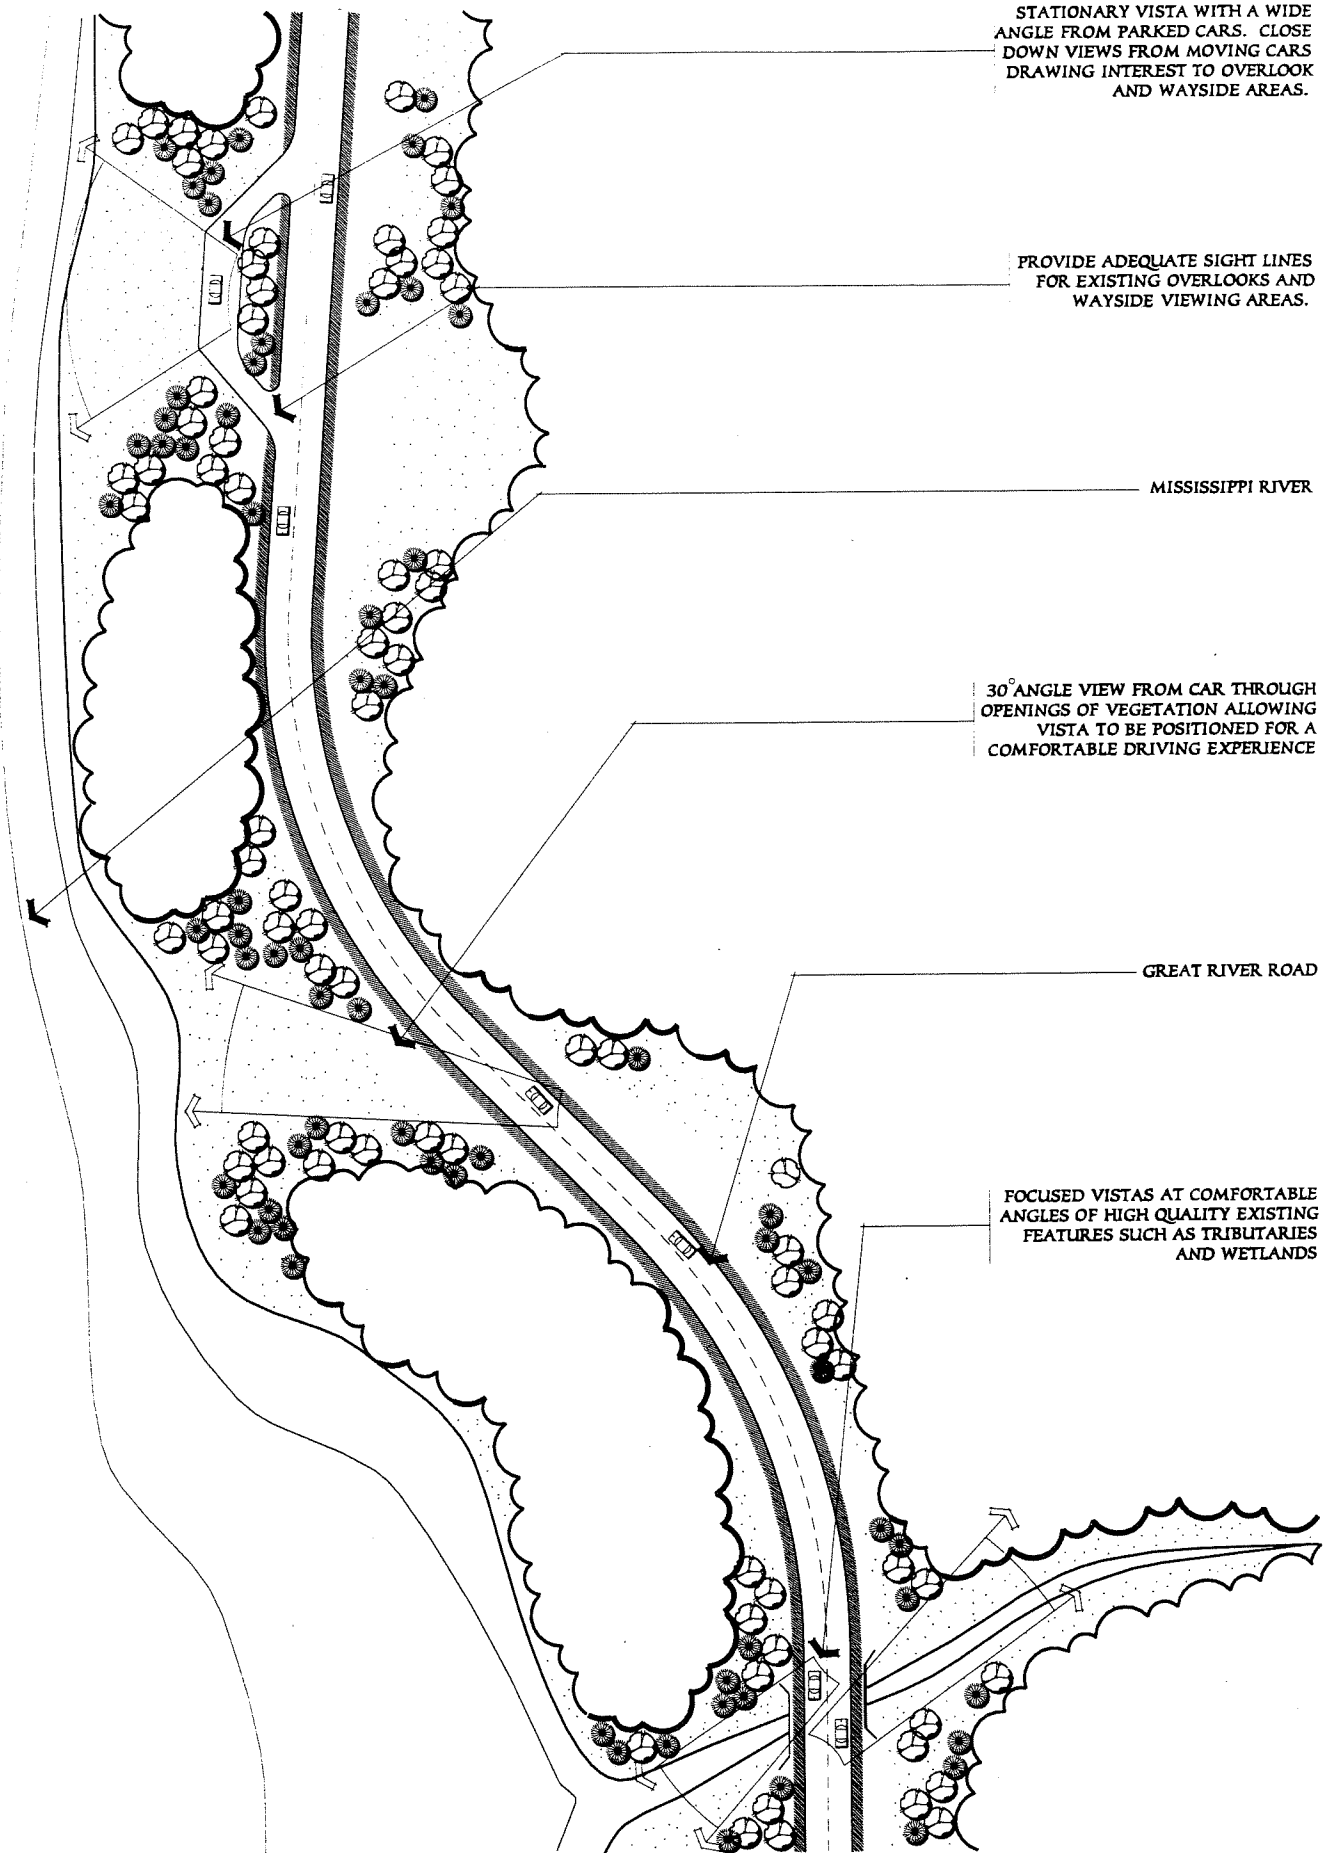 STATIONARY VISTA WITH A WIDE
ANGLE FROM PARKED CARS. CLOSE
DOWN VIEWS FROM MOVING CARS
DRAWING INTEREST TO OVERLOOK
AND WAYSIDE AREAS.
PROVIDE ADEQUATE SIGHT LINES
FOR EXISTING OVERLOOKS AND
WAYSIDE VIEWING AREAS.
MISSISSIPPI RIVER
30° ANGLE VIEW FROM CAR THROUGH
OPENINGS OF VEGETATION ALLOWING
VISTA TO BE POSITIONED FOR A
COMFORTABLE DRIVING EXPERIENCE
GREAT RIVER ROAD
FOCUSED VISTAS AT COMFORTABLE
ANGLES OF HIGH QUALITY EXISTING
FEATURES SUCH AS TRIBUTARIES
AND WETLANDS